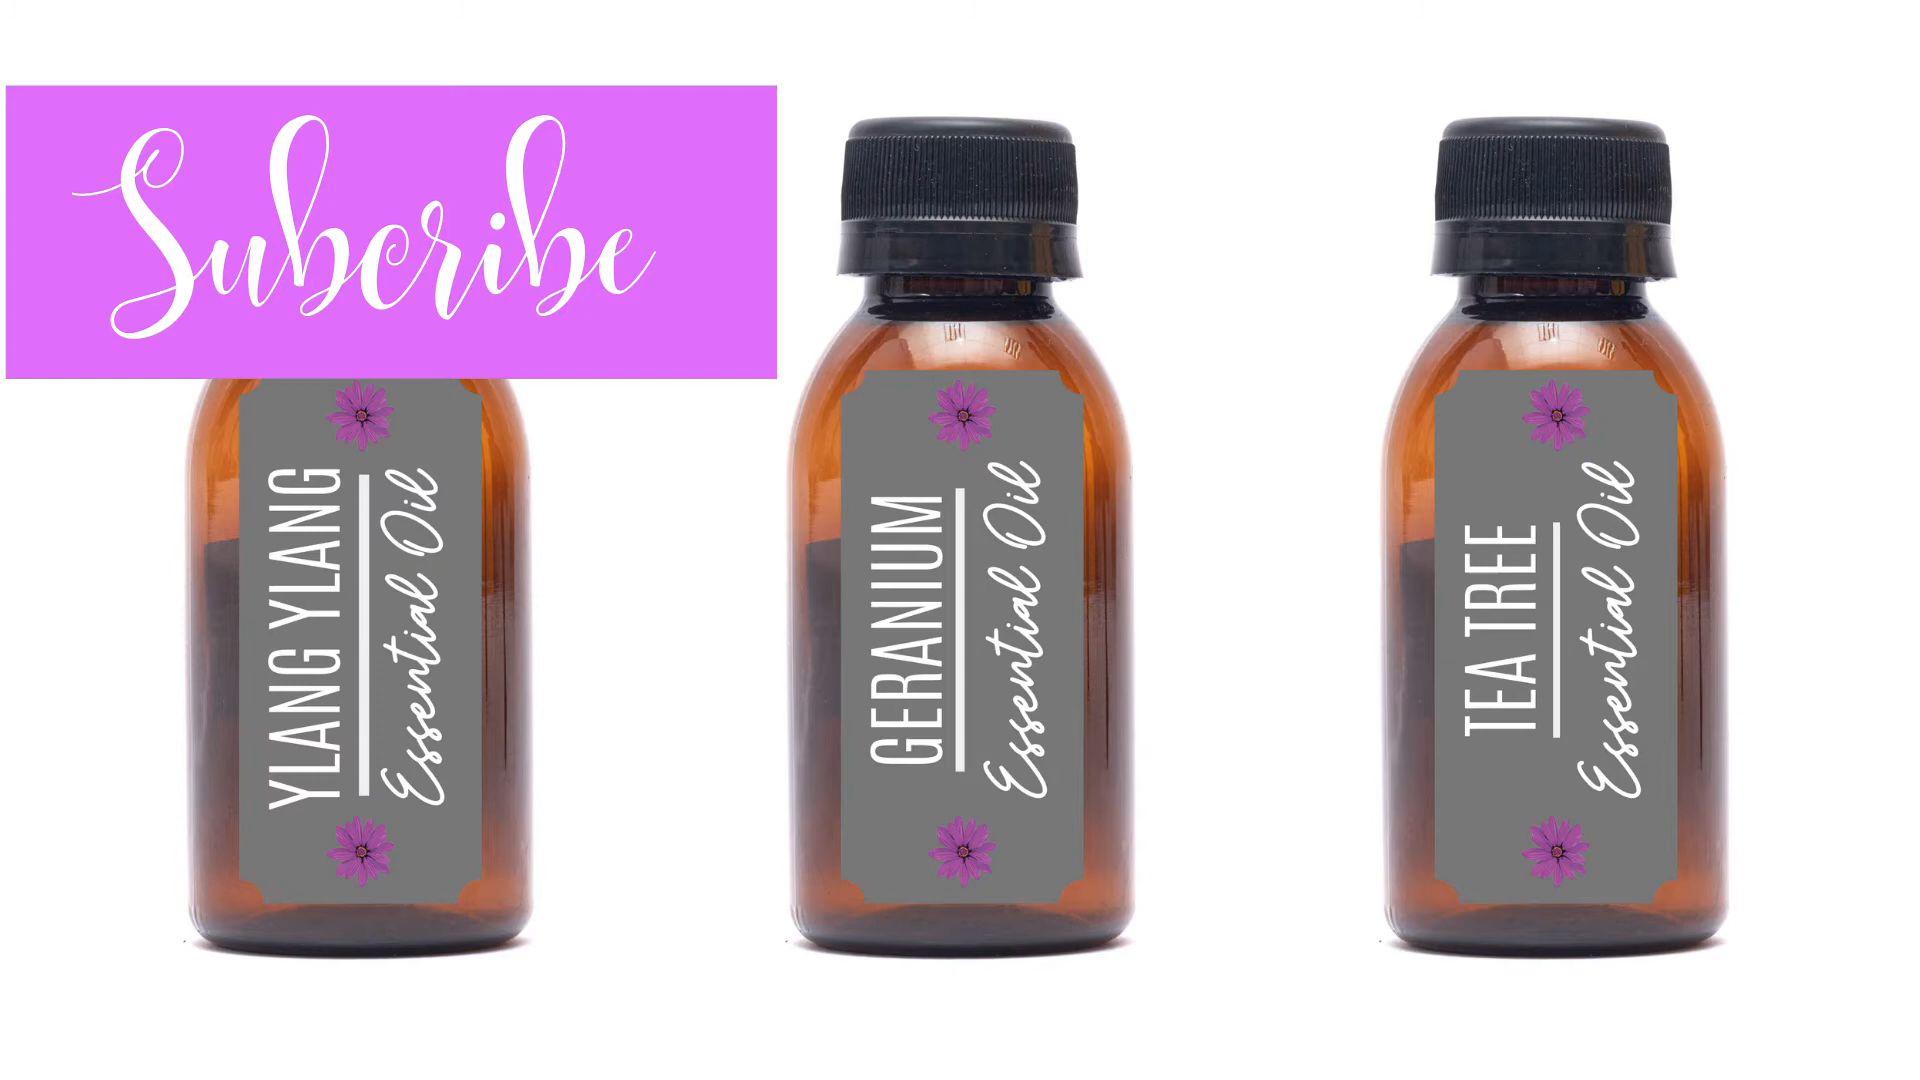 Subcribe
YLANG YLANG
Essential Oil
GERANIUM
Essential Oil
TEA TREE
Essential Oil